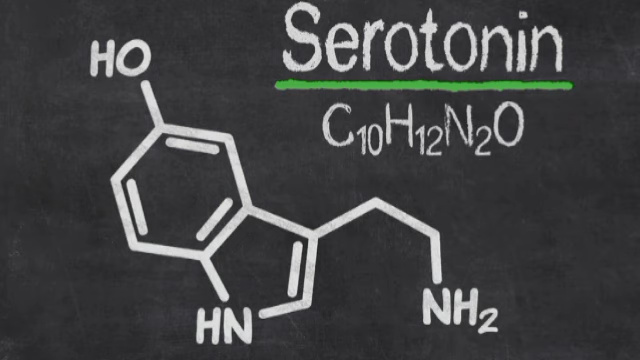 Serotonin
C₁₀H₁₂N₂O
HO
HN
NH₂